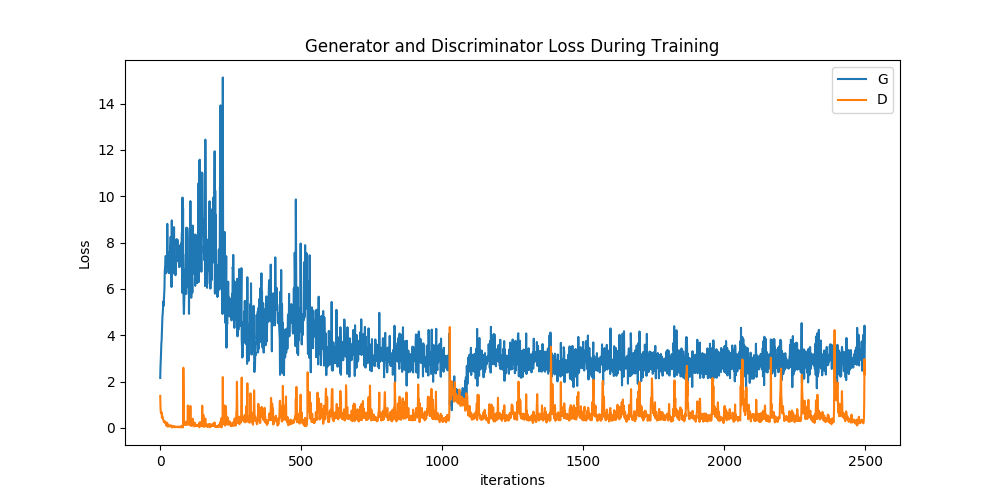 Generator and Discriminator Loss During Training
G
D
14
12
10
8
6
4
2
0
Loss
0 500 1000 1500 2000 2500
iterations